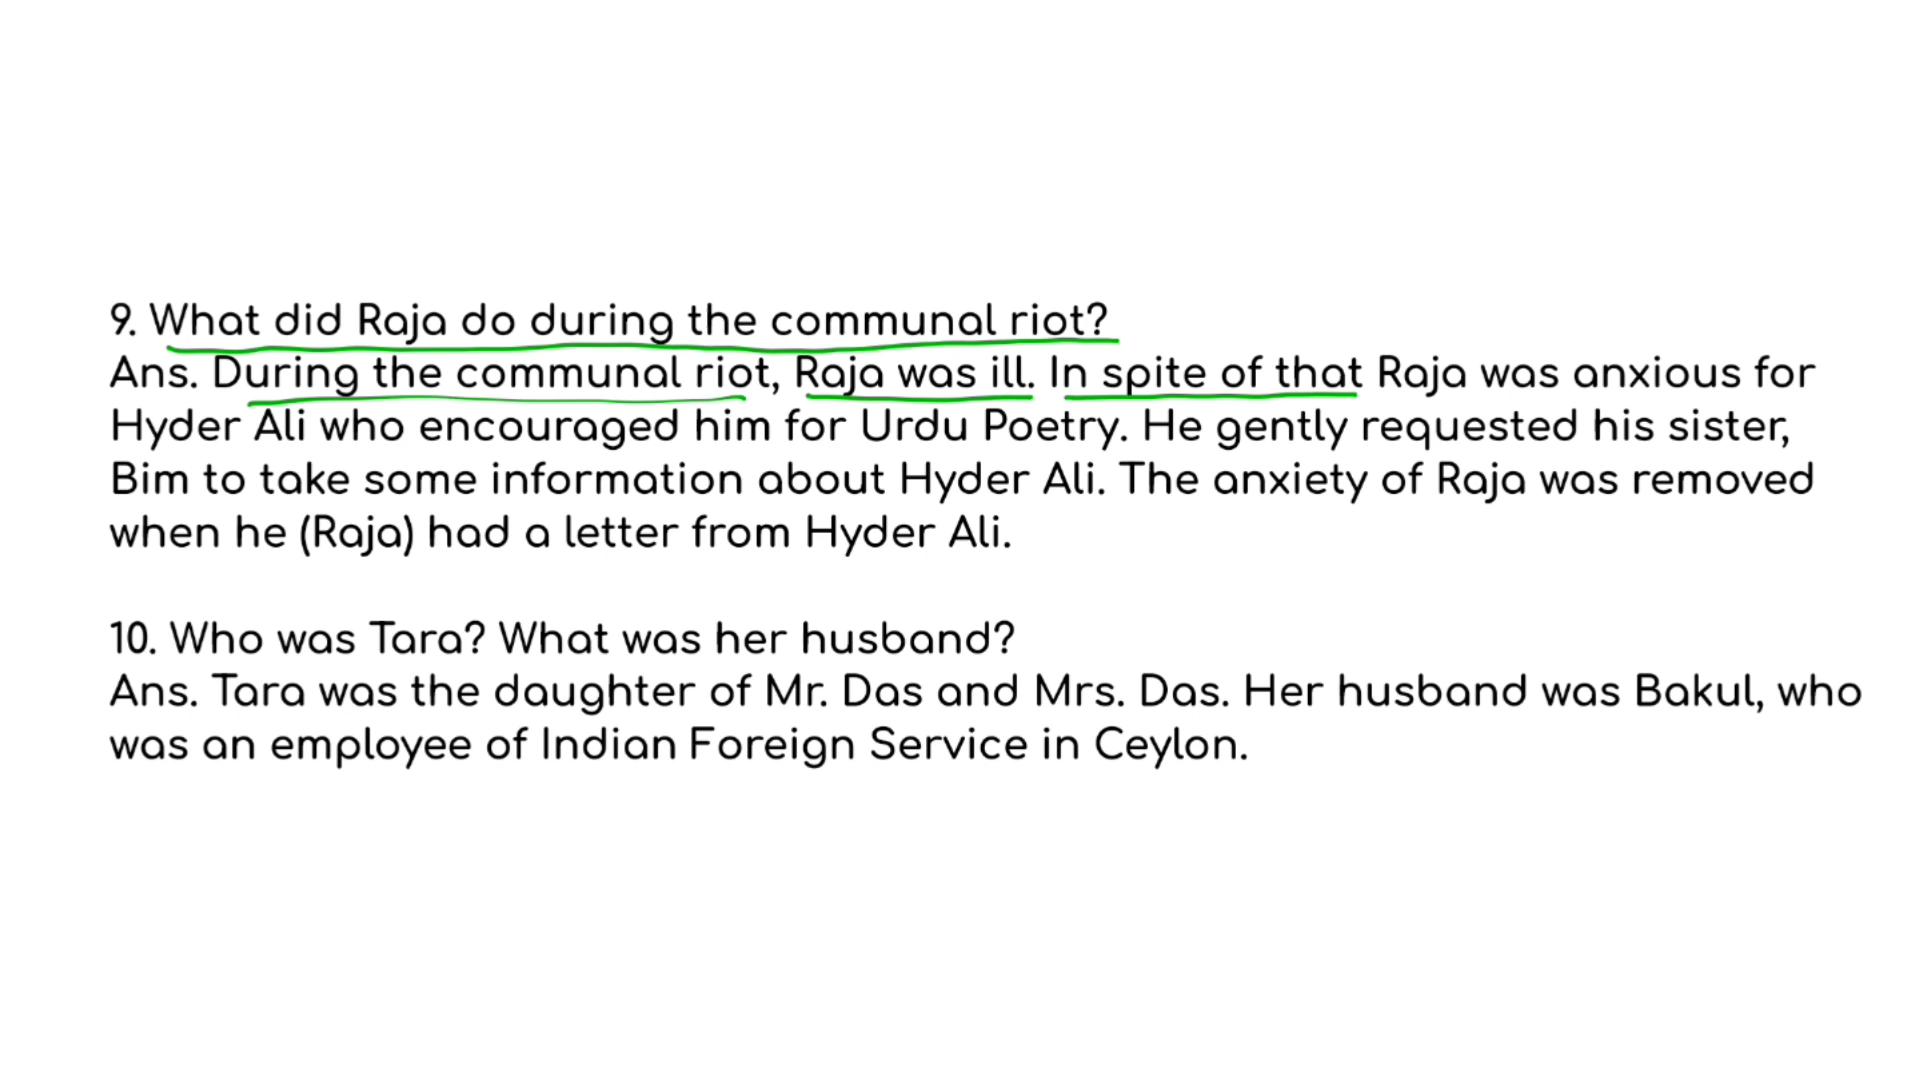 9. What did Raja do during the communal riot?
Ans. During the communal riot, Raja was ill. In spite of that Raja was anxious for
Hyder Ali who encouraged him for Urdu Poetry. He gently requested his sister,
Bim to take some information about Hyder Ali. The anxiety of Raja was removed
when he (Raja) had a letter from Hyder Ali.
10. Who was Tara? What was her husband?
Ans. Tara was the daughter of Mr. Das and Mrs. Das. Her husband was Bakul, who
was an employee of Indian Foreign Service in Ceylon.